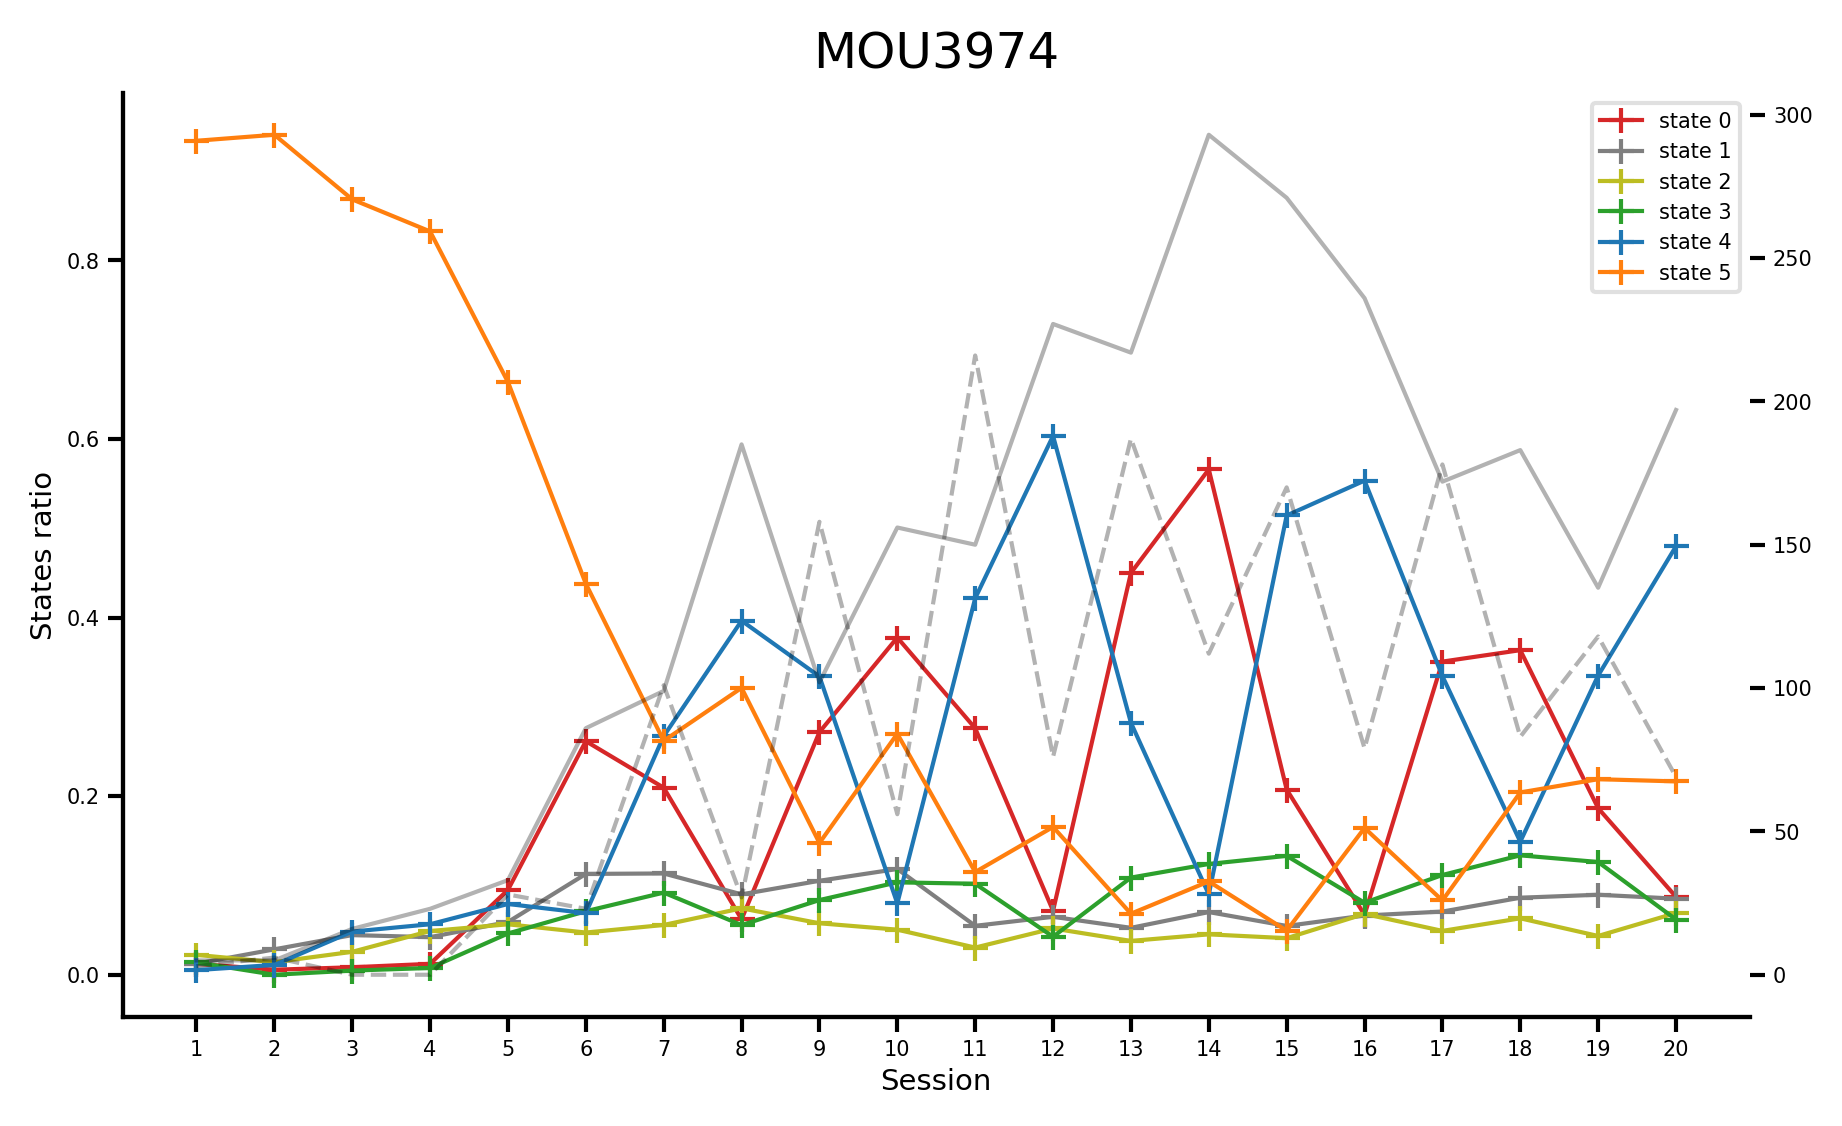 MOU3974
state 0
state 1
state 2
state 3
state 4
state 5
States ratio
0.8
0.6
0.4
0.2
0.0
300
250
200
150
100
50
0
1 2 3 4 5 6 7 8 9 10 11 12 13 14 15 16 17 18 19 20
Session